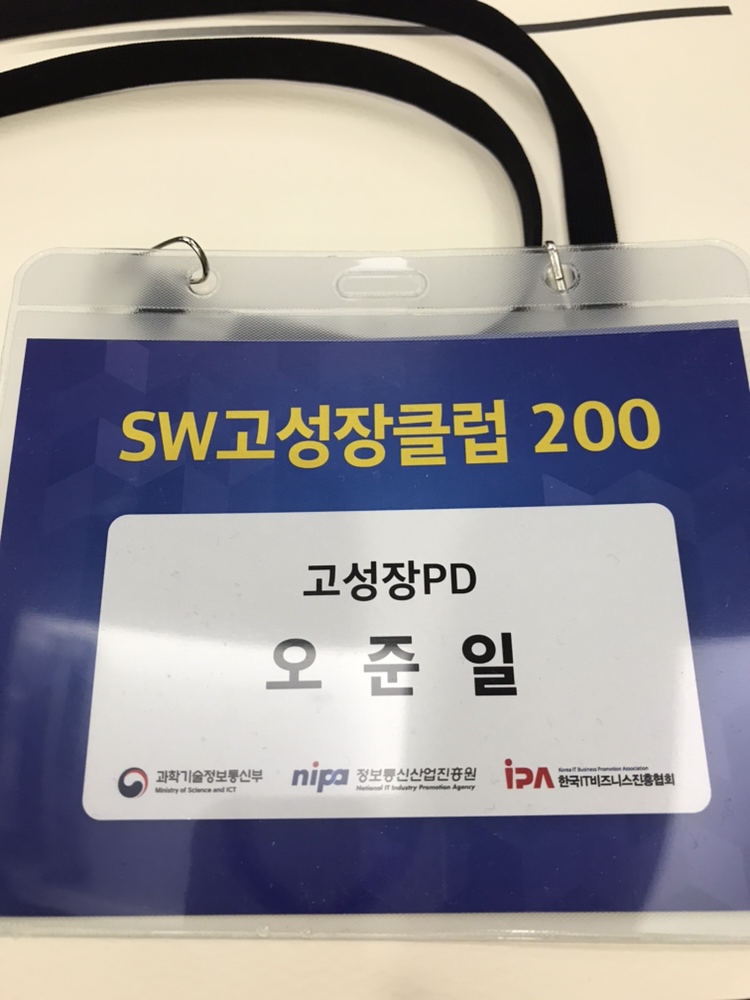 SW고성장클럽 200
고성장PD
오 준 일
과학기술정보통신부
Ministry of Science and ICT
nipa 정보통신산업진흥원
National IT Industry Promotion Agency
iPA Korea IT Business Promotion Association
한국IT비즈니스진흥협회